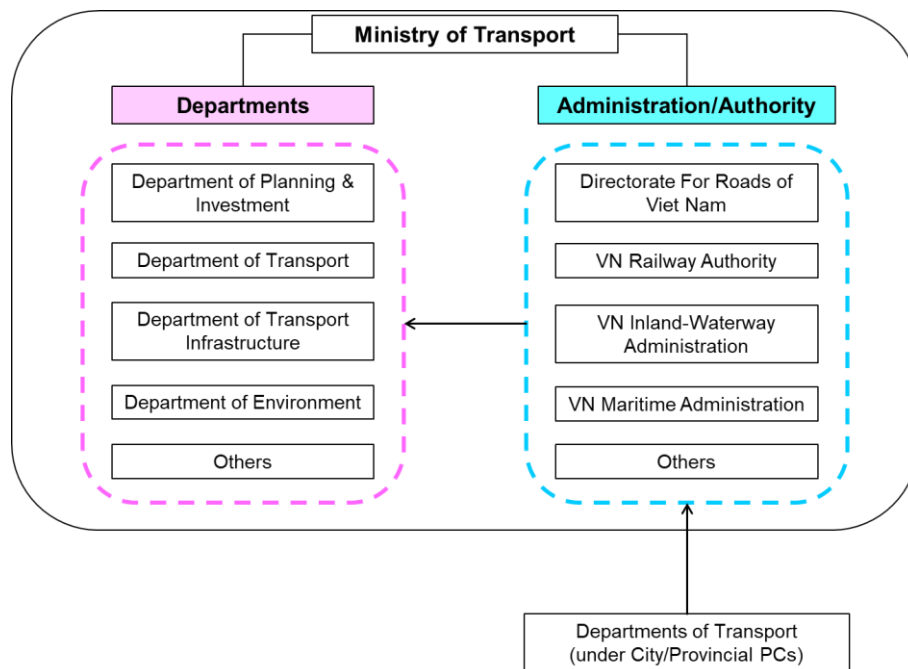 Ministry of Transport
Departments
Department of Planning &
Investment
Department of Transport
Department of Transport
Infrastructure
Department of Environment
Others
Administration/Authority
Directorate For Roads of
Viet Nam
VN Railway Authority
VN Inland-Waterway
Administration
VN Maritime Administration
Others
Departments of Transport
(under City/Provincial PCs)